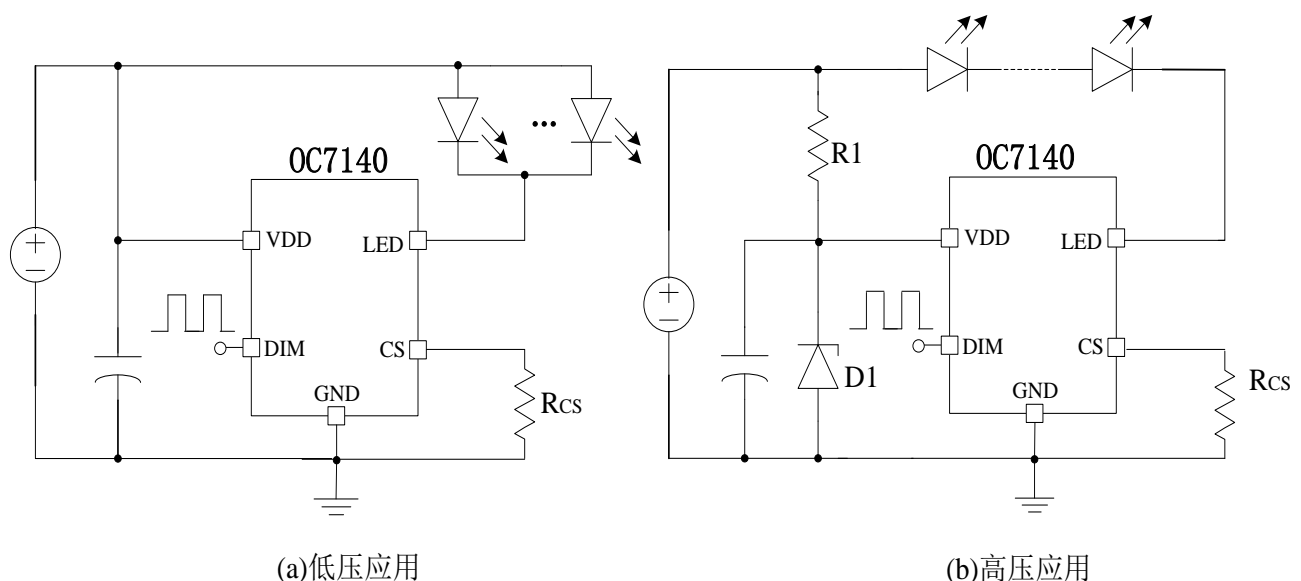 OC7140
VDD
LED
DIM
CS
GND
RCS
(a)低压应用
R1
OC7140
VDD
LED
DIM
CS
D1
GND
RCS
(b)高压应用